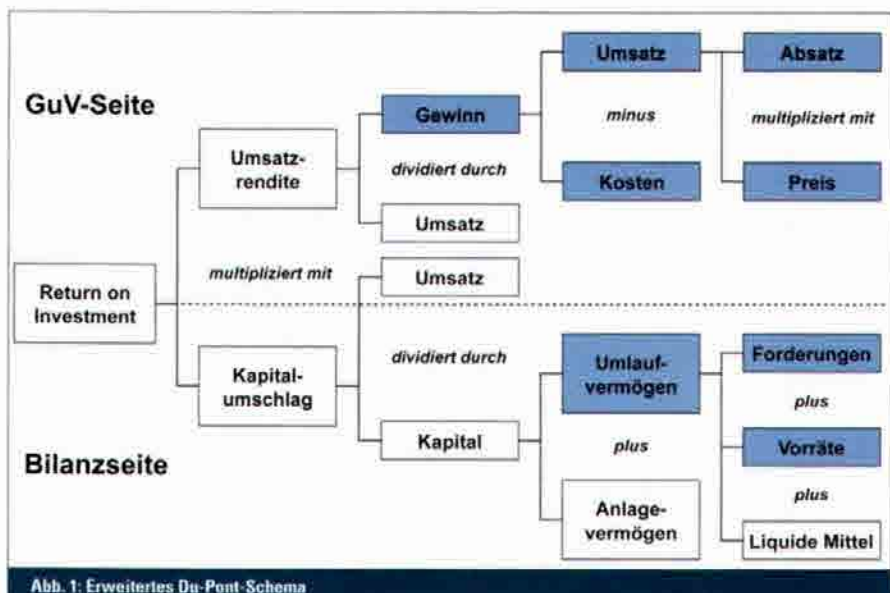 GuV-Seite
Umsatz
Absatz
Gewinn
minus
multipliziert mit
Umsatz-
rendite
dividiert durch
Kosten
Preis
Umsatz
multipliziert mit
Umsatz
Return on
Investment
Kapital-
umschlag
dividiert durch
Umlauf-
vermögen
Forderungen
plus
Kapital
plus
Vorräte
Bilanzseite
Anlage-
vermögen
plus
Liquide Mittel
Abb. 1: Erweitertes Du-Pont-Schema